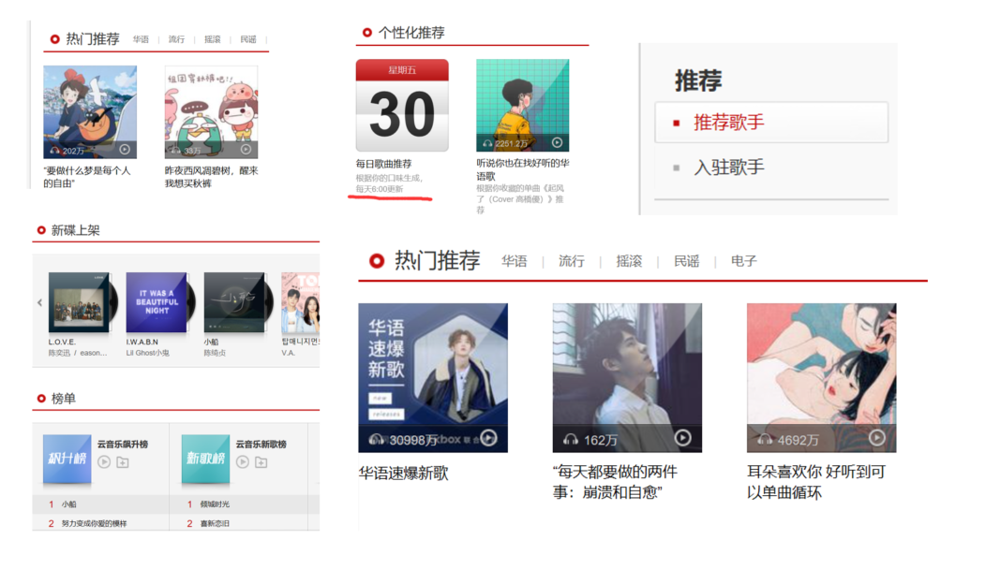 热门推荐 华语 | 流行 | 摇滚 | 民谣 |
组团穿秋裤吧!!
202万
33万
“要做什么梦是每个人
的自由”
昨夜西风凋碧树，醒来
我想买秋裤
个性化推荐
星期五
30
2251.2万
每日歌曲推荐
根据你的口味生成，
每天6:00更新
听说你也在找好听的华
语歌
根据你收藏的单曲《起风
了（Cover 高橋優）》推
荐
推荐
推荐歌手
入驻歌手
新碟上架
IT WAS A
BEAUTIFUL
NIGHT
小船
TO
L.O.V.E.
陈奕迅 / eason...
I.W.A.B.N
Lil Ghost小鬼
小船
陈绮贞
탑매니지먼트
V.A.
榜单
飙升榜
云音乐飙升榜
新歌榜
云音乐新歌榜
1 小船
2 努力变成你爱的模样
1 倾城时光
2 喜新恋旧
热门推荐 华语 | 流行 | 摇滚 | 民谣 | 电子
华语
速爆
新歌
new
releases
30998万
162万
4692万
华语速爆新歌
“每天都要做的两件
事：崩溃和自愈”
耳朵喜欢你 好听到可
以单曲循环